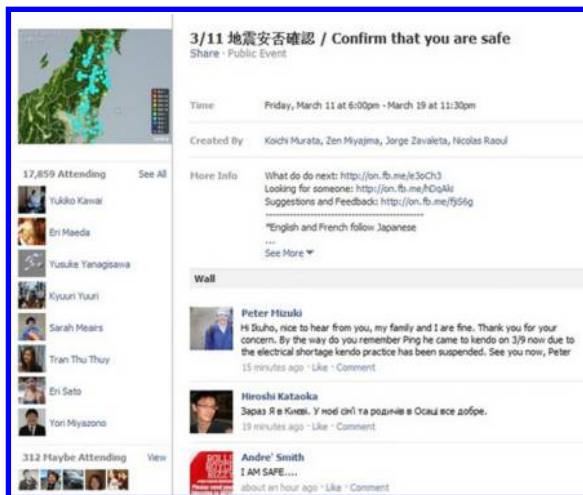 3/11 地震安否確認 / Confirm that you are safe
Share · Public Event
Time Friday, March 11 at 6:00pm - March 19 at 11:30pm
Created By Koichi Murata, Zen Miyajima, Jorge Zavaleta, Nicolas Raoul
More Info What do do next: http://on.fb.me/e3oCh3
Looking for someone: http://on.fb.me/hDqAki
Suggestions and Feedback: http://on.fb.me/fjiS6g
----------------------------------------------
*English and French follow Japanese
...
See More
17,859 Attending See All
Yukiko Kawai
Eri Maeda
Yusuke Yanagisawa
Kyuuri Yuuri
Sarah Meairs
Tran Thu Thuy
Eri Sato
Yori Miyazono
312 Maybe Attending View
Wall
Peter Mizuki
Hi Ikuho, nice to hear from you, my family and I are fine. Thank you for your
concern. By the way do you remember Ping he came to kendo on 3/9 now due to
the electrical shortage kendo practice has been suspended. See you now, Peter
15 minutes ago · Like · Comment
Hiroshi Kataoka
Зараз Я в Києві. У моєї сім'ї та родичів в Осаці все добре.
19 minutes ago · Like · Comment
Andre' Smith
I AM SAFE....
about an hour ago · Like · Comment